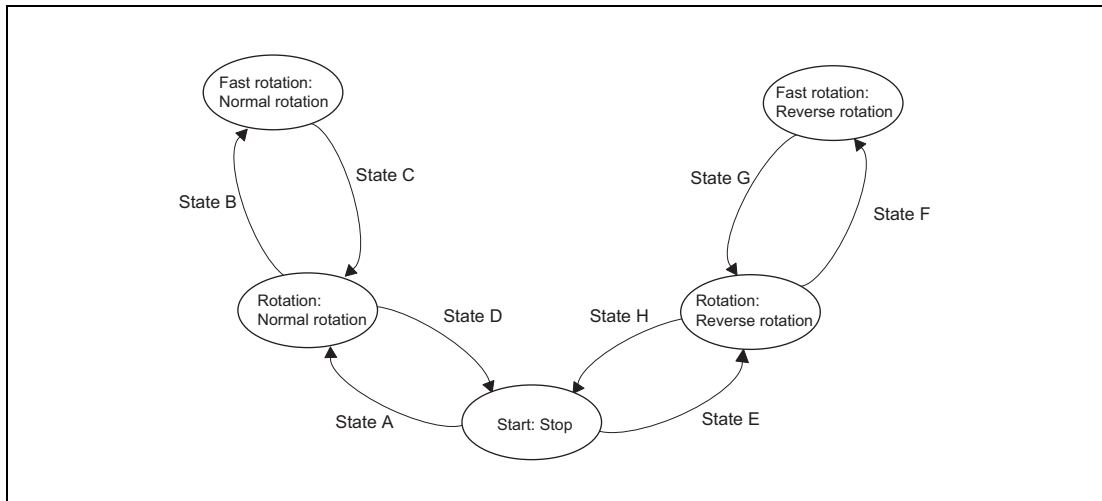 Fast rotation:
Normal rotation
Fast rotation:
Reverse rotation
State C
State G
State B
State F
Rotation:
Normal rotation
Rotation:
Reverse rotation
State D
State H
State A
Start: Stop
State E